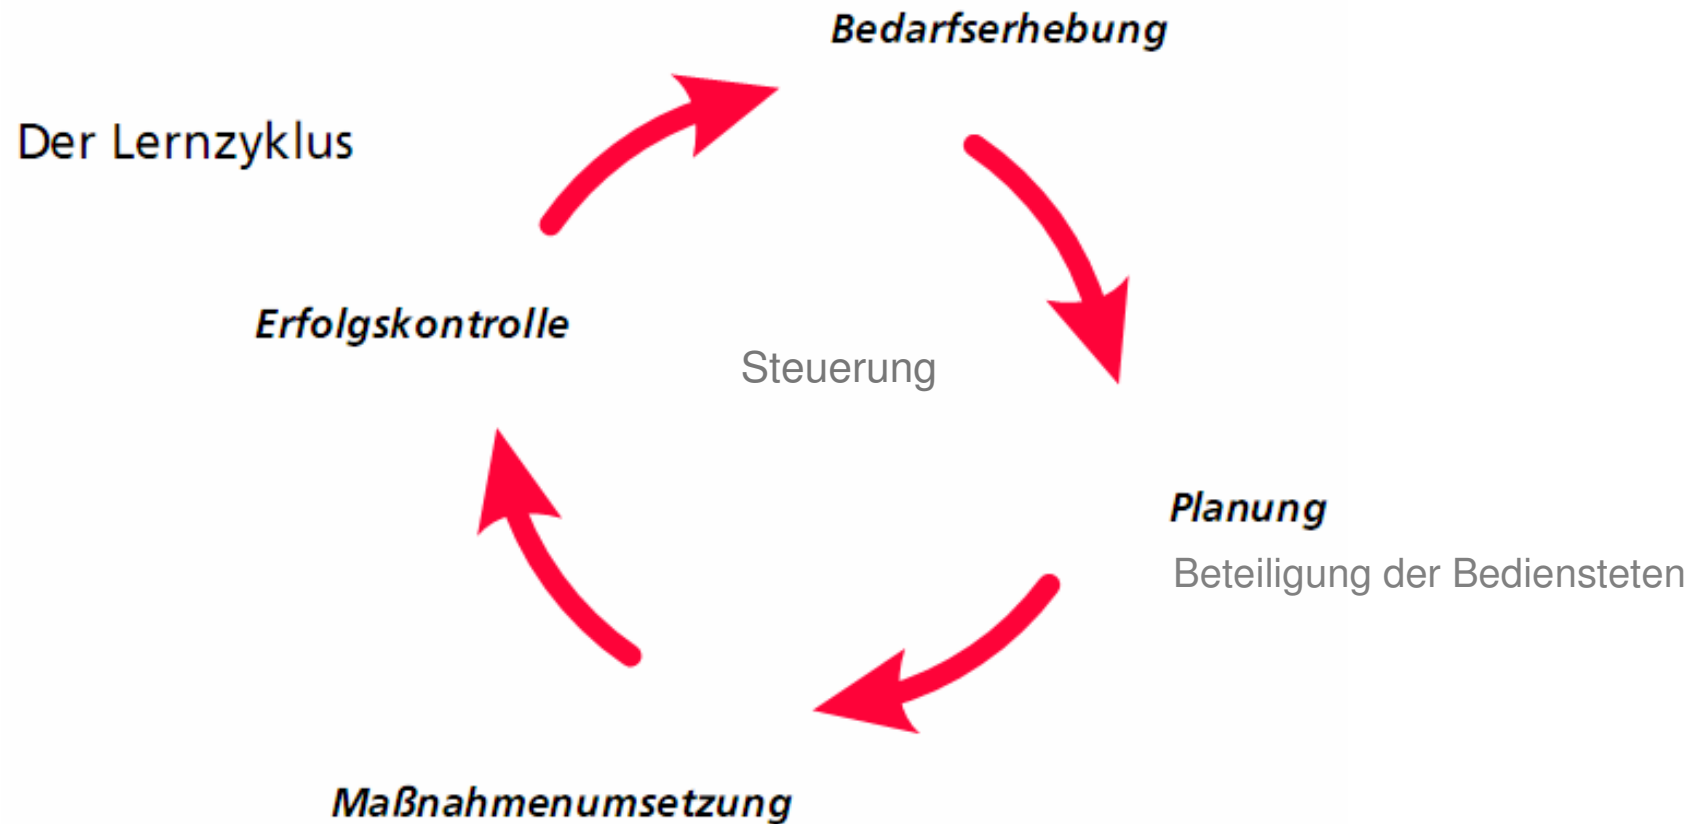 Bedarfserhebung
Der Lernzyklus
Erfolgskontrolle
Steuerung
Planung
Beteiligung der Bediensteten
Maßnahmenumsetzung